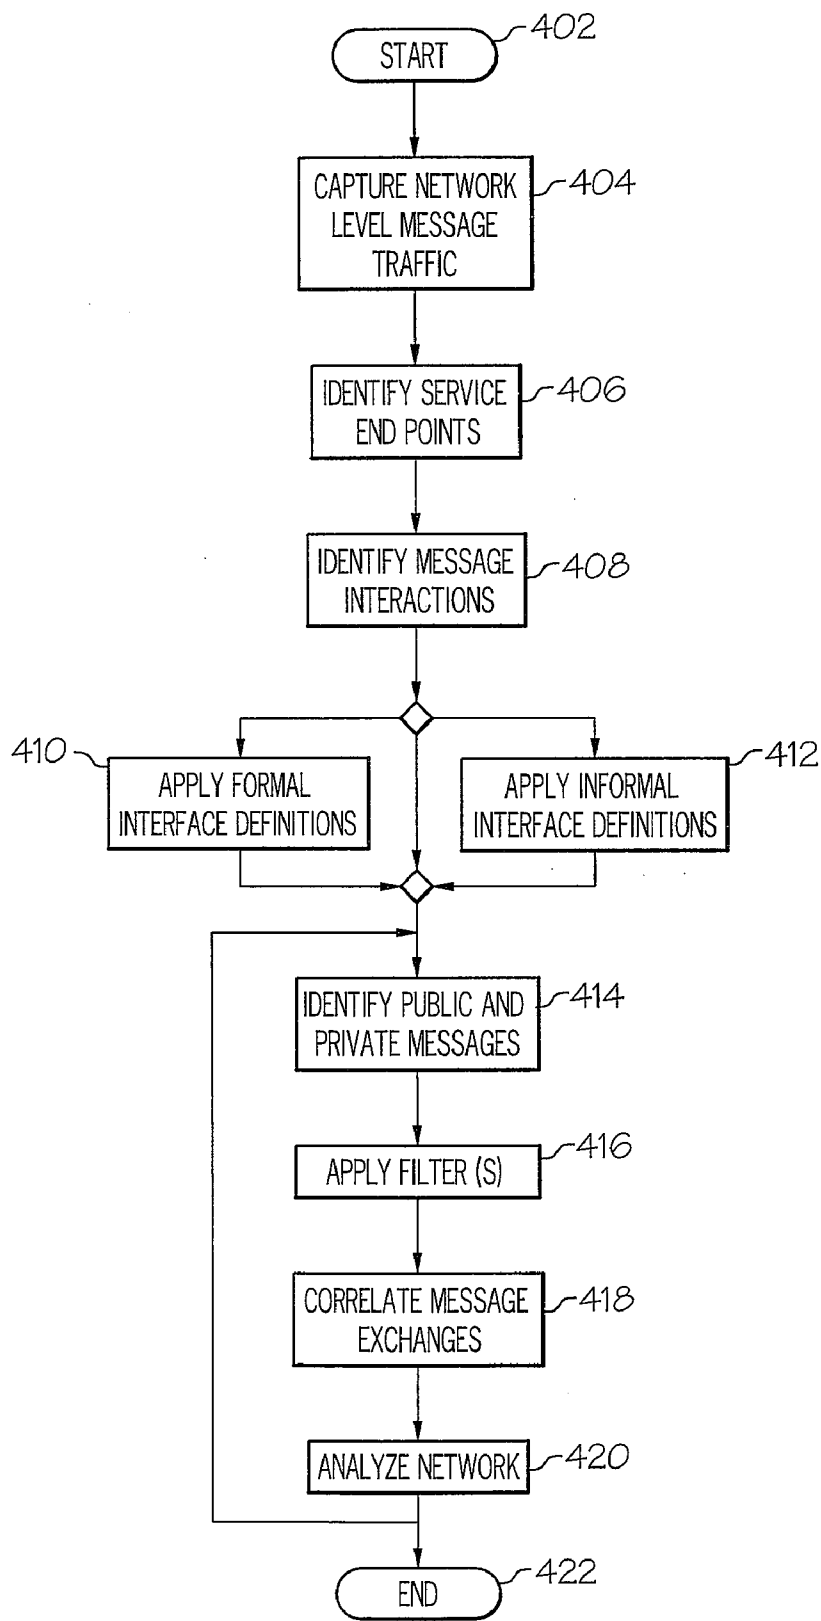 START
402
CAPTURE NETWORK
LEVEL MESSAGE
TRAFFIC
404
IDENTIFY SERVICE
END POINTS
406
IDENTIFY MESSAGE
INTERACTIONS
408
410
APPLY FORMAL
INTERFACE DEFINITIONS
412
APPLY INFORMAL
INTERFACE DEFINITIONS
IDENTIFY PUBLIC AND
PRIVATE MESSAGES
414
APPLY FILTER (S)
416
CORRELATE MESSAGE
EXCHANGES
418
ANALYZE NETWORK
420
END
422